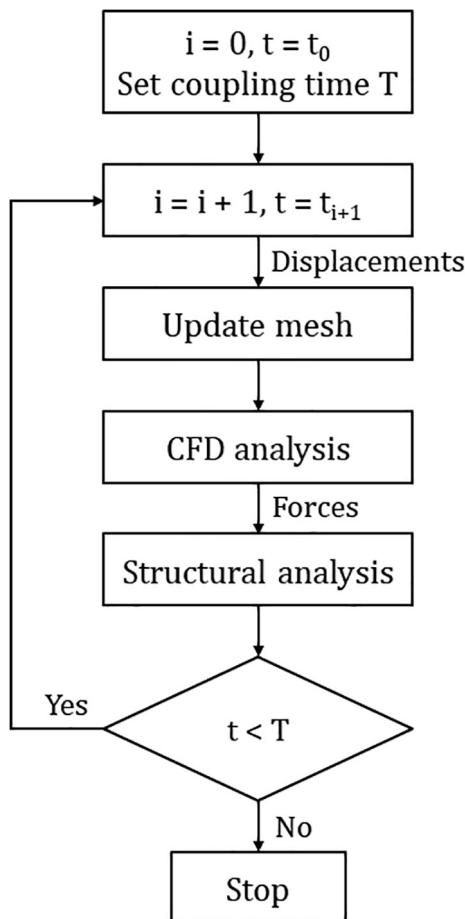 i = 0, t = t₀
Set coupling time T
i = i + 1, t = tᵢ₊₁
Displacements
Update mesh
CFD analysis
Forces
Structural analysis
Yes
t < T
No
Stop